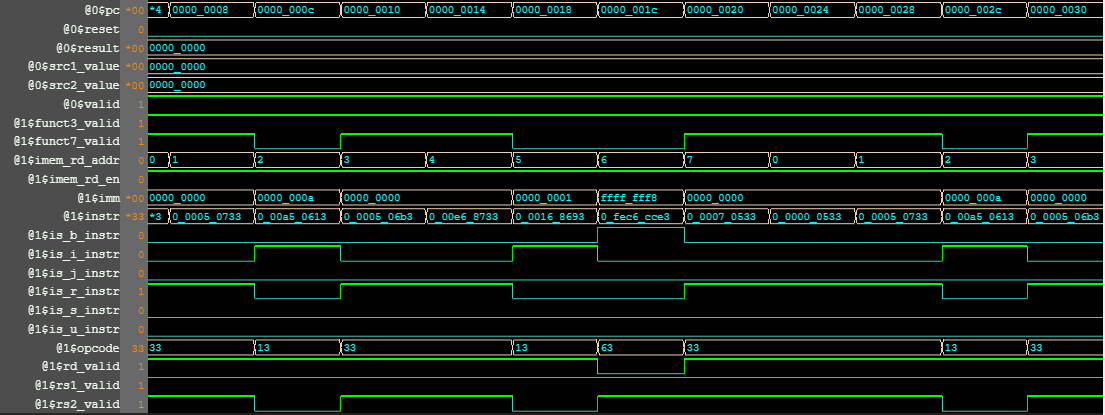 @0$pc *00 *4 0000_0008 0000_000c 0000_0010 0000_0014 0000_0018 0000_001c 0000_0020 0000_0024 0000_0028 0000_002c 0000_0030
@0$reset 0
@0$result *00 0000_0000
@0$src1_value *00 0000_0000
@0$src2_value *00 0000_0000
@0$valid 1
@1$funct3_valid 1
@1$funct7_valid 1
@1$imem_rd_addr 0 0 1 2 3 4 5 6 7 0 1 2 3
@1$imem_rd_en 0
@1$imm *00 0000_0000 0000_000a 0000_0000 0000_0001 ffff_fff8 0000_0000 0000_000a 0000_0000
@1$instr *33 *3 0_0005_0733 0_00a5_0613 0_0005_06b3 0_00e6_8733 0_0016_8693 0_fec6_cce3 0_0007_0533 0_0000_0533 0_0005_0733 0_00a5_0613 0_0005_06b3
@1$is_b_instr 0
@1$is_i_instr 0
@1$is_j_instr 0
@1$is_r_instr 1
@1$is_s_instr 0
@1$is_u_instr 0
@1$opcode 33 33 13 33 13 63 33 13 33
@1$rd_valid 1
@1$rs1_valid 1
@1$rs2_valid 1